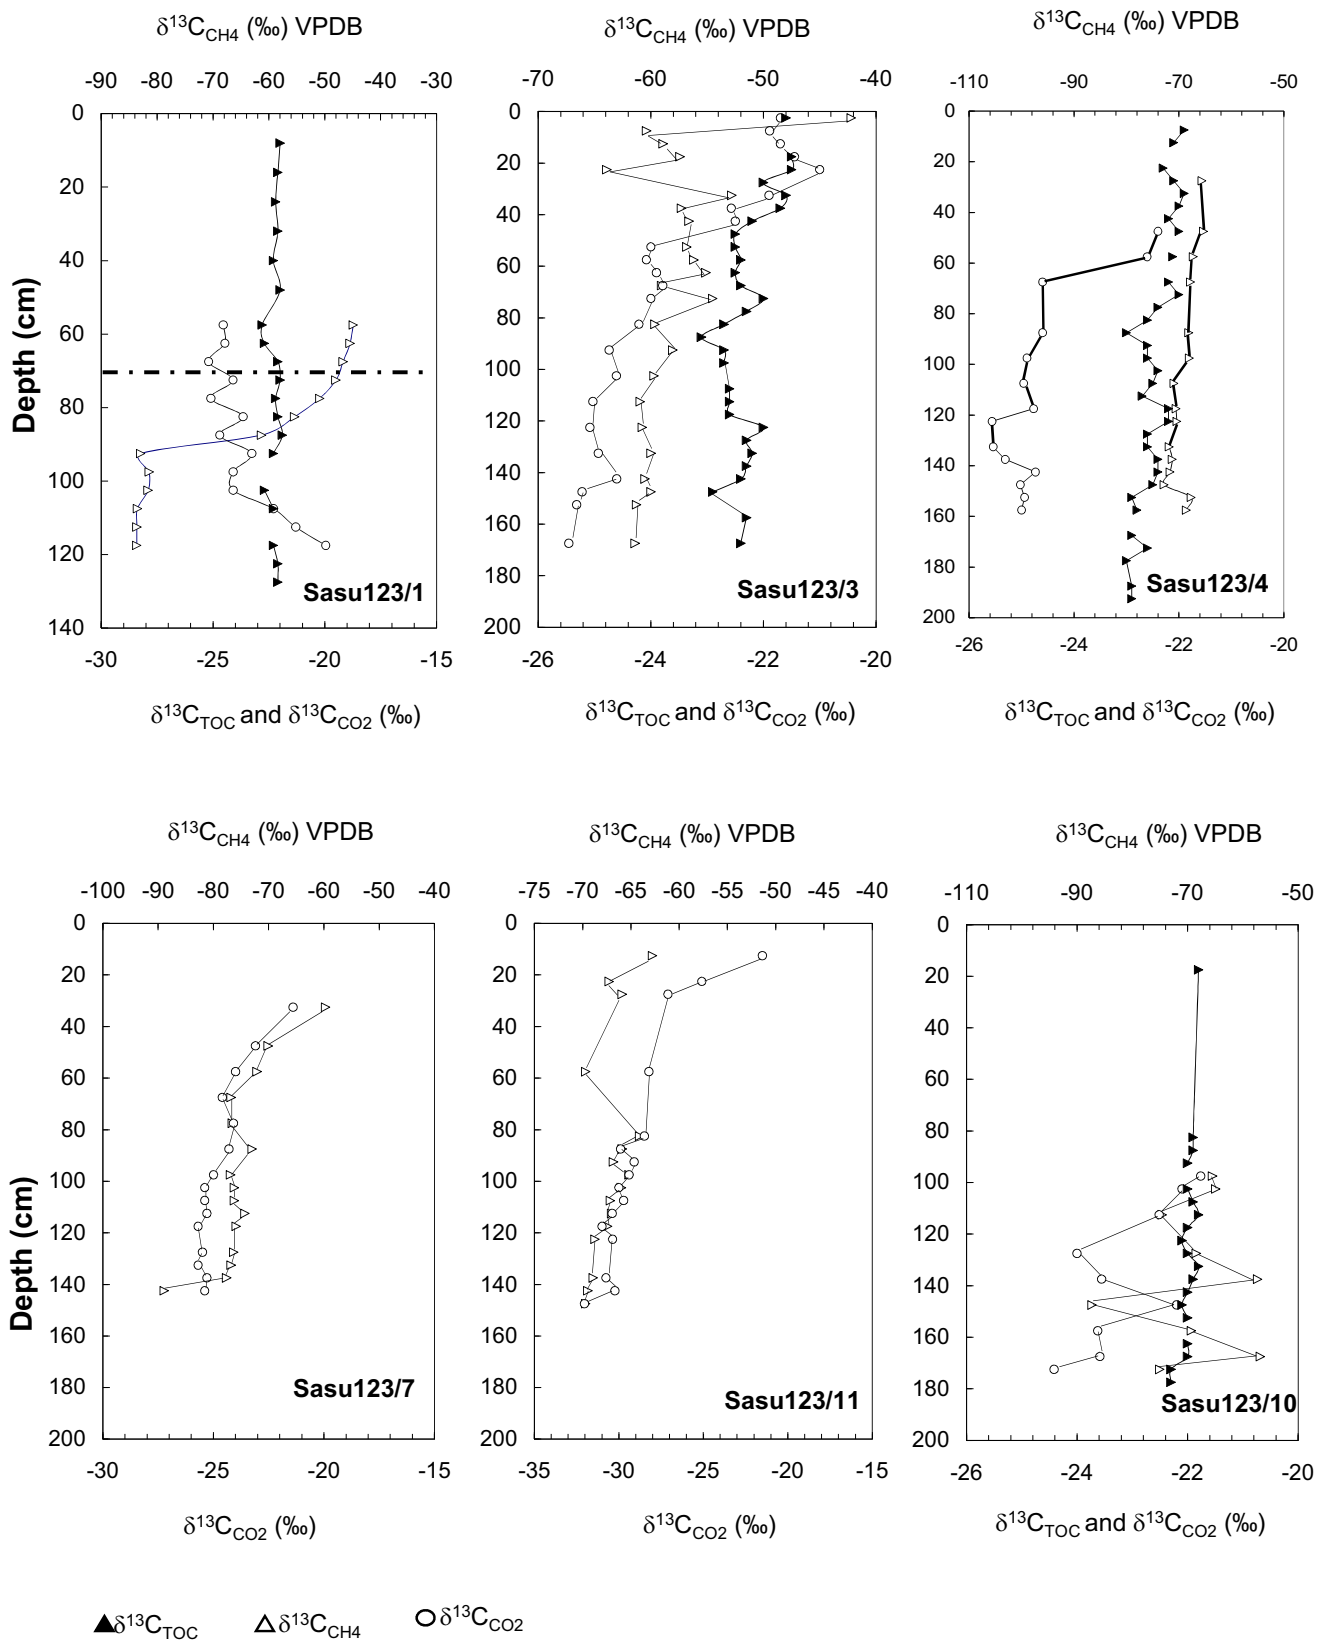 δ13CCH4 (‰) VPDB δ13CCH4 (‰) VPDB δ13CCH4 (‰) VPDB
-90 -80 -70 -60 -50 -40 -30
-70 -60 -50 -40
-110 -90 -70 -50
Depth (cm)
0
20
40
60
80
100
120
140
Sasu123/1
-30 -25 -20 -15
δ13CTOC and δ13CCO2 (‰)
0
20
40
60
80
100
120
140
160
180
200
Sasu123/3
-26 -24 -22 -20
δ13CTOC and δ13CCO2 (‰)
0
20
40
60
80
100
120
140
160
180
200
Sasu123/4
-26 -24 -22 -20
δ13CTOC and δ13CCO2 (‰)
δ13CCH4 (‰) VPDB δ13CCH4 (‰) VPDB δ13CCH4 (‰) VPDB
-100 -90 -80 -70 -60 -50 -40
-75 -70 -65 -60 -55 -50 -45 -40
-110 -90 -70 -50
Depth (cm)
0
20
40
60
80
100
120
140
160
180
200
Sasu123/7
-30 -25 -20 -15
δ13CCO2 (‰)
0
20
40
60
80
100
120
140
160
180
200
Sasu123/11
-35 -30 -25 -20 -15
δ13CCO2 (‰)
0
20
40
60
80
100
120
140
160
180
200
Sasu123/10
-26 -24 -22 -20
δ13CTOC and δ13CCO2 (‰)
δ13CTOC δ13CCH4 δ13CCO2